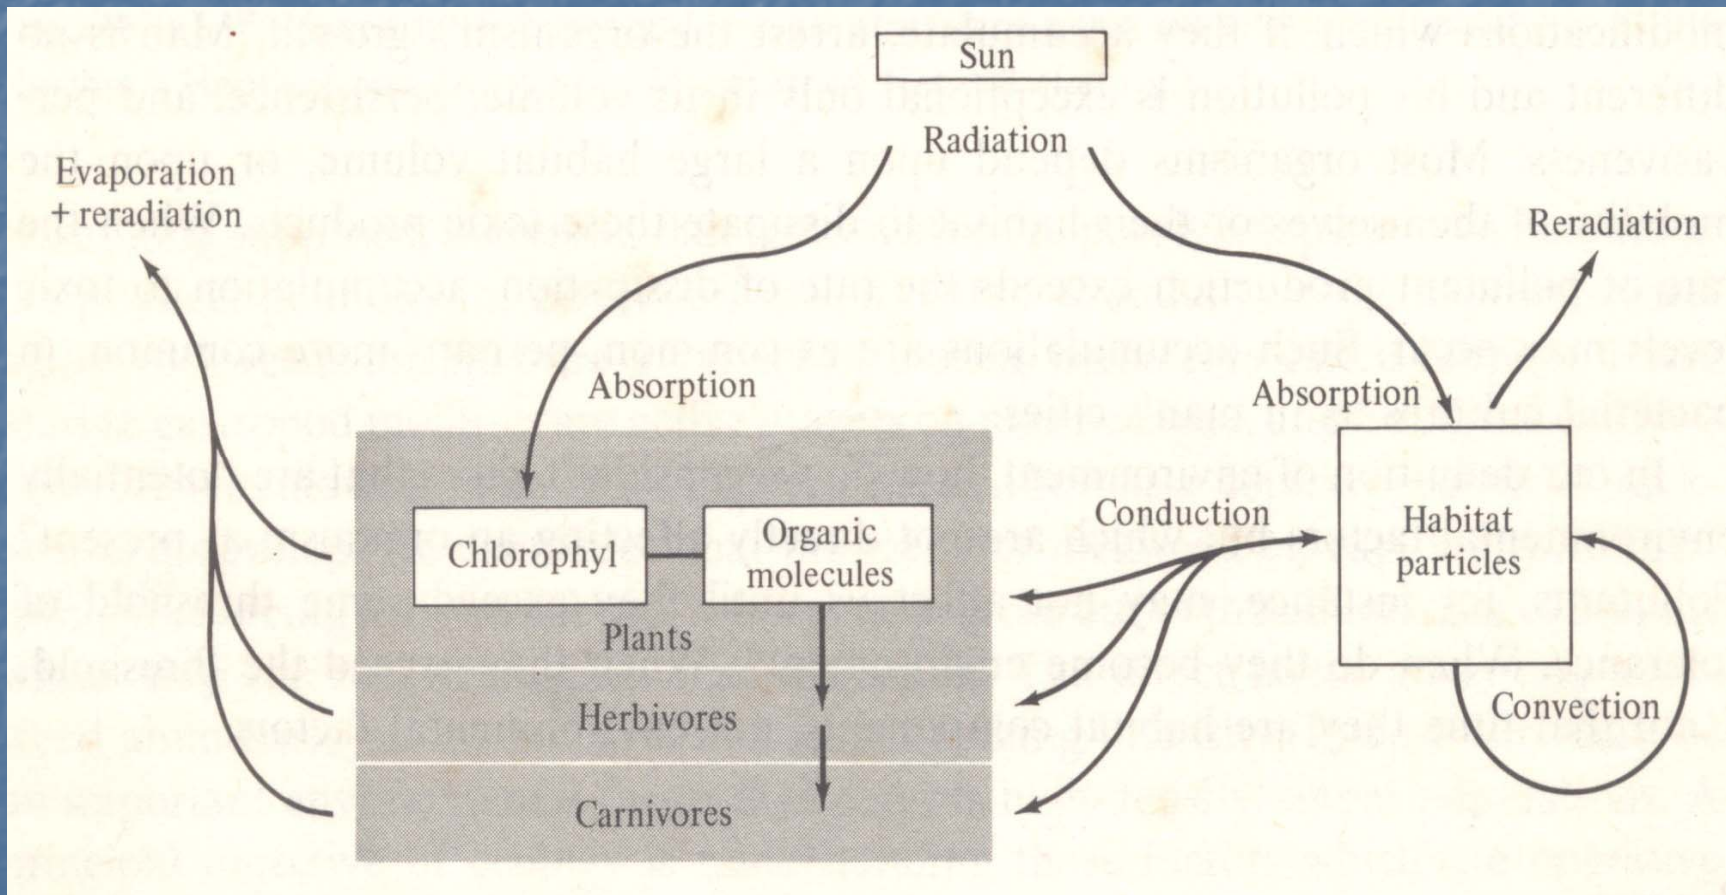 Sun
Radiation
Evaporation
+ reradiation
Reradiation
Absorption
Absorption
Conduction
Chlorophyl
Organic
molecules
Habitat
particles
Plants
Herbivores
Convection
Carnivores